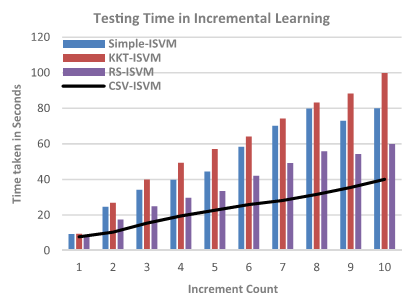 Testing Time in Incremental Learning
120
100
80
60
40
20
0
Time taken in Seconds
Simple-ISVM
KKT-ISVM
RS-ISVM
CSV-ISVM
1 2 3 4 5 6 7 8 9 10
Increment Count